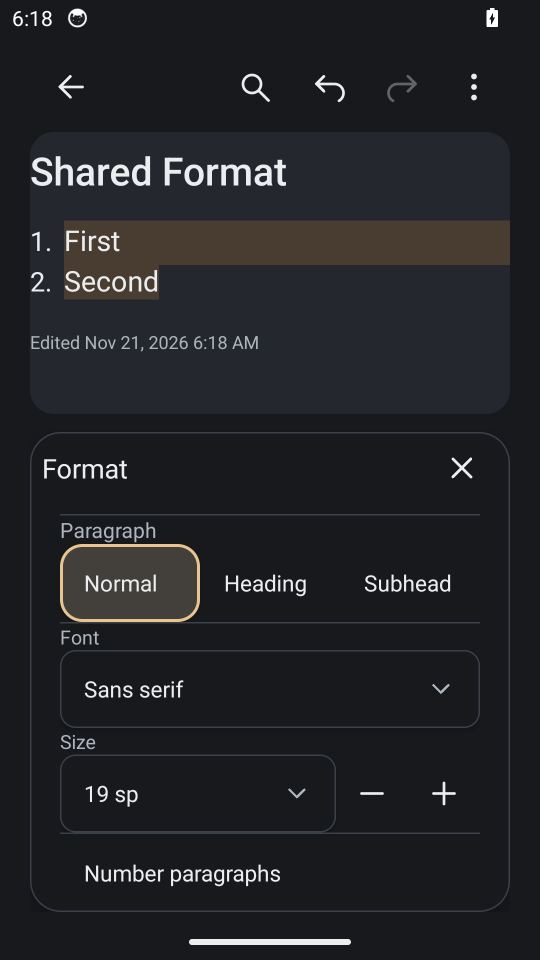 6:18
Shared Format
1. First
2. Second
Edited Nov 21, 2026 6:18 AM
Format
Paragraph
Normal Heading Subhead
Font
Sans serif
Size
19 sp
Number paragraphs